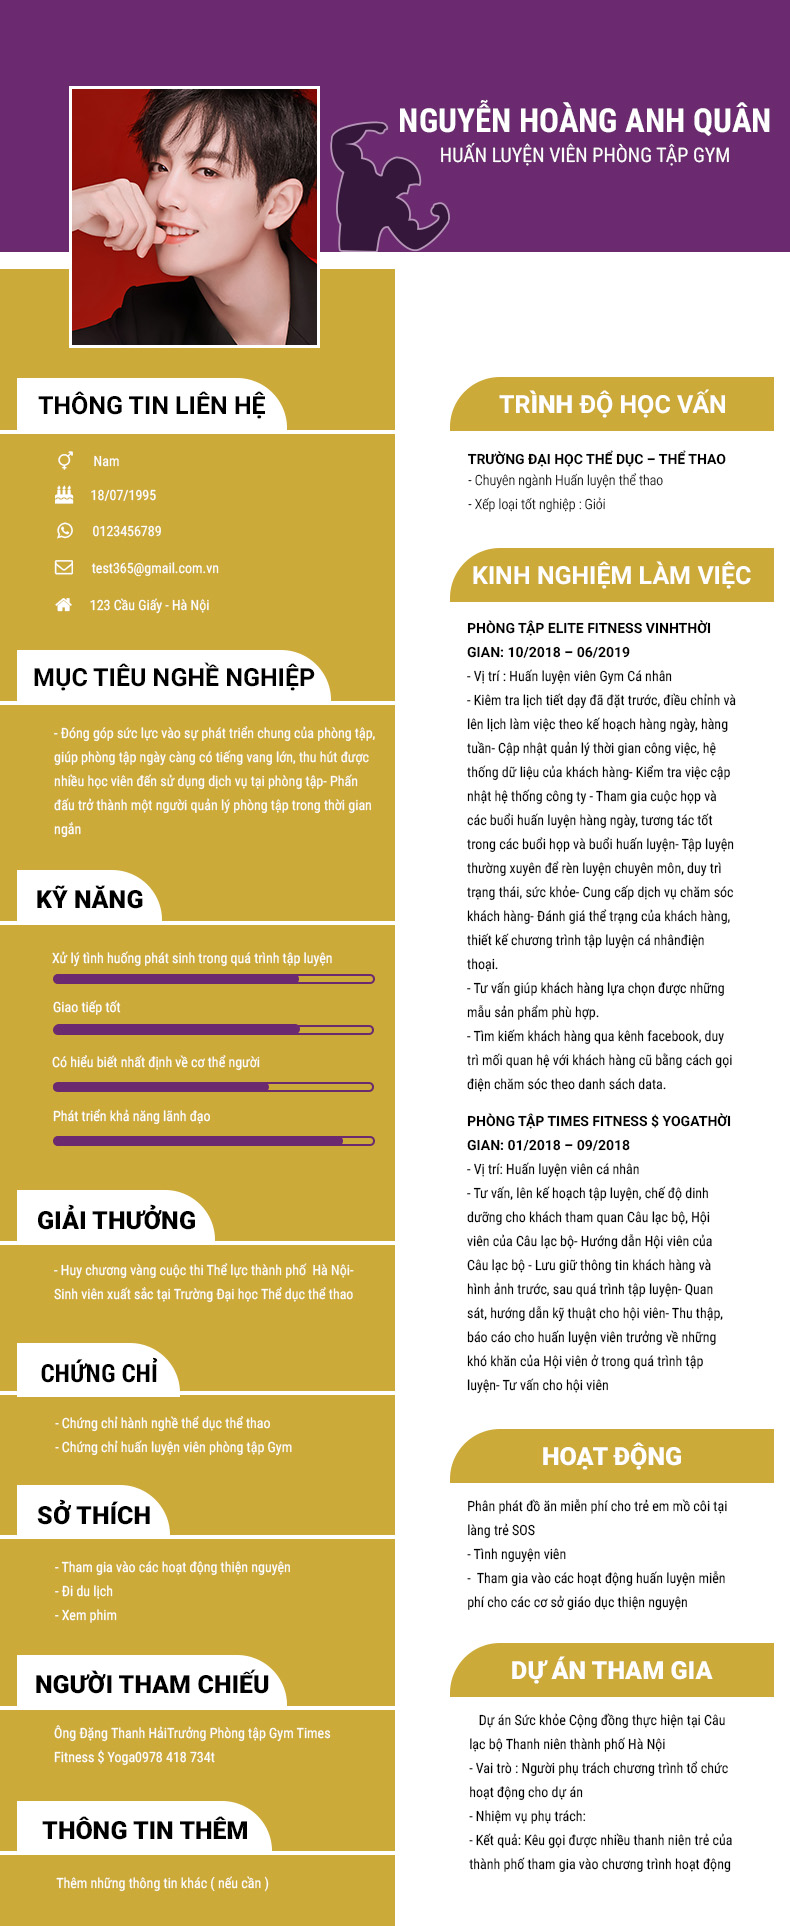 NGUYỄN HOÀNG ANH QUÂN
HUẤN LUYỆN VIÊN PHÒNG TẬP GYM
THÔNG TIN LIÊN HỆ
Nam
18/07/1995
0123456789
test365@gmail.com.vn
123 Cầu Giấy - Hà Nội
MỤC TIÊU NGHỀ NGHIỆP
- Đóng góp sức lực vào sự phát triển chung của phòng tập,
giúp phòng tập ngày càng có tiếng vang lớn, thu hút được
nhiều học viên đến sử dụng dịch vụ tại phòng tập- Phấn
đấu trở thành một người quản lý phòng tập trong thời gian
ngắn
KỸ NĂNG
Xử lý tình huống phát sinh trong quá trình tập luyện
Giao tiếp tốt
Có hiểu biết nhất định về cơ thể người
Phát triển khả năng lãnh đạo
GIẢI THƯỞNG
- Huy chương vàng cuộc thi Thể lực thành phố  Hà Nội-
Sinh viên xuất sắc tại Trường Đại học Thể dục thể thao
CHỨNG CHỈ
- Chứng chỉ hành nghề thể dục thể thao
- Chứng chỉ huấn luyện viên phòng tập Gym
SỞ THÍCH
- Tham gia vào các hoạt động thiện nguyện
- Đi du lịch
- Xem phim
NGƯỜI THAM CHIẾU
Ông Đặng Thanh HảiTrưởng Phòng tập Gym Times
Fitness $ Yoga0978 418 734t
THÔNG TIN THÊM
Thêm những thông tin khác ( nếu cần )
TRÌNH ĐỘ HỌC VẤN
TRƯỜNG ĐẠI HỌC THỂ DỤC – THỂ THAO
- Chuyên ngành Huấn luyện thể thao
- Xếp loại tốt nghiệp : Giỏi
KINH NGHIỆM LÀM VIỆC
PHÒNG TẬP ELITE FITNESS VINHTHỜI
GIAN: 10/2018 – 06/2019
- Vị trí : Huấn luyện viên Gym Cá nhân
- Kiêm tra lịch tiết dạy đã đặt trước, điều chỉnh và
lên lịch làm việc theo kế hoạch hàng ngày, hàng
tuần- Cập nhật quản lý thời gian công việc, hệ
thống dữ liệu của khách hàng- Kiểm tra việc cập
nhật hệ thống công ty - Tham gia cuộc họp và
các buổi huấn luyện hàng ngày, tương tác tốt
trong các buổi họp và buổi huấn luyện- Tập luyện
thường xuyên để rèn luyện chuyên môn, duy trì
trạng thái, sức khỏe- Cung cấp dịch vụ chăm sóc
khách hàng- Đánh giá thể trạng của khách hàng,
thiết kế chương trình tập luyện cá nhânđiện
thoại.
- Tư vấn giúp khách hàng lựa chọn được những
mẫu sản phẩm phù hợp.
- Tìm kiếm khách hàng qua kênh facebook, duy
trì mối quan hệ với khách hàng cũ bằng cách gọi
điện chăm sóc theo danh sách data.
PHÒNG TẬP TIMES FITNESS $ YOGATHỜI
GIAN: 01/2018 – 09/2018
- Vị trí: Huấn luyện viên cá nhân
- Tư vấn, lên kế hoạch tập luyện, chế độ dinh
dưỡng cho khách tham quan Câu lạc bộ, Hội
viên của Câu lạc bộ- Hướng dẫn Hội viên của
Câu lạc bộ - Lưu giữ thông tin khách hàng và
hình ảnh trước, sau quá trình tập luyện- Quan
sát, hướng dẫn kỹ thuật cho hội viên- Thu thập,
báo cáo cho huấn luyện viên trưởng về những
khó khăn của Hội viên ở trong quá trình tập
luyện- Tư vấn cho hội viên
HOẠT ĐỘNG
Phân phát đồ ăn miễn phí cho trẻ em mồ côi tại
làng trẻ SOS
- Tình nguyện viên
-  Tham gia vào các hoạt động huấn luyện miễn
phí cho các cơ sở giáo dục thiện nguyện
DỰ ÁN THAM GIA
Dự án Sức khỏe Cộng đồng thực hiện tại Câu
lạc bộ Thanh niên thành phố Hà Nội
- Vai trò : Người phụ trách chương trình tổ chức
hoạt động cho dự án
- Nhiệm vụ phụ trách:
- Kết quả: Kêu gọi được nhiều thanh niên trẻ của
thành phố tham gia vào chương trình hoạt động